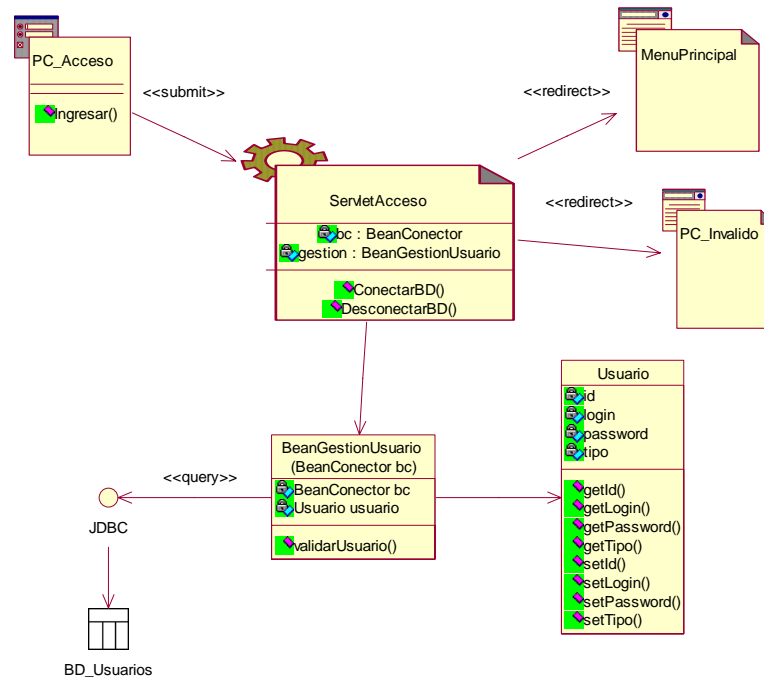 PC_Acceso
Ingresar()
<<submit>>
MenuPrincipal
<<redirect>>
ServletAcceso
bc : BeanConector
gestion : BeanGestionUsuario
ConectarBD()
DesconectarBD()
<<redirect>>
PC_Invalido
BeanGestionUsuario
(BeanConector bc)
BeanConector bc
Usuario usuario
validarUsuario()
<<query>>
JDBC
BD_Usuarios
Usuario
id
login
password
tipo
getId()
getLogin()
getPassword()
getTipo()
setId()
setLogin()
setPassword()
setTipo()